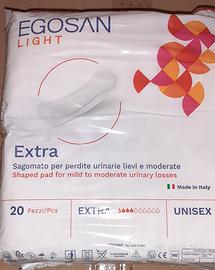 EGOSAN
LIGHT
Extra
Sagomato per perdite urinarie lievi e moderate
Shaped pad for mild to moderate urinary losses
Made in Italy
20 Pezzi/Pcs
EXTRA
UNISEX